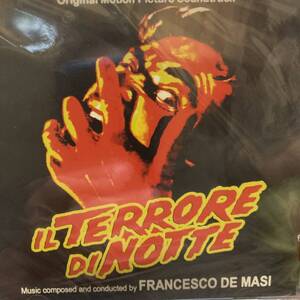 Original Motion Picture Soundtrack
IL TERRORE
DI NOTTE
Music composed and conducted by FRANCESCO DE MASI